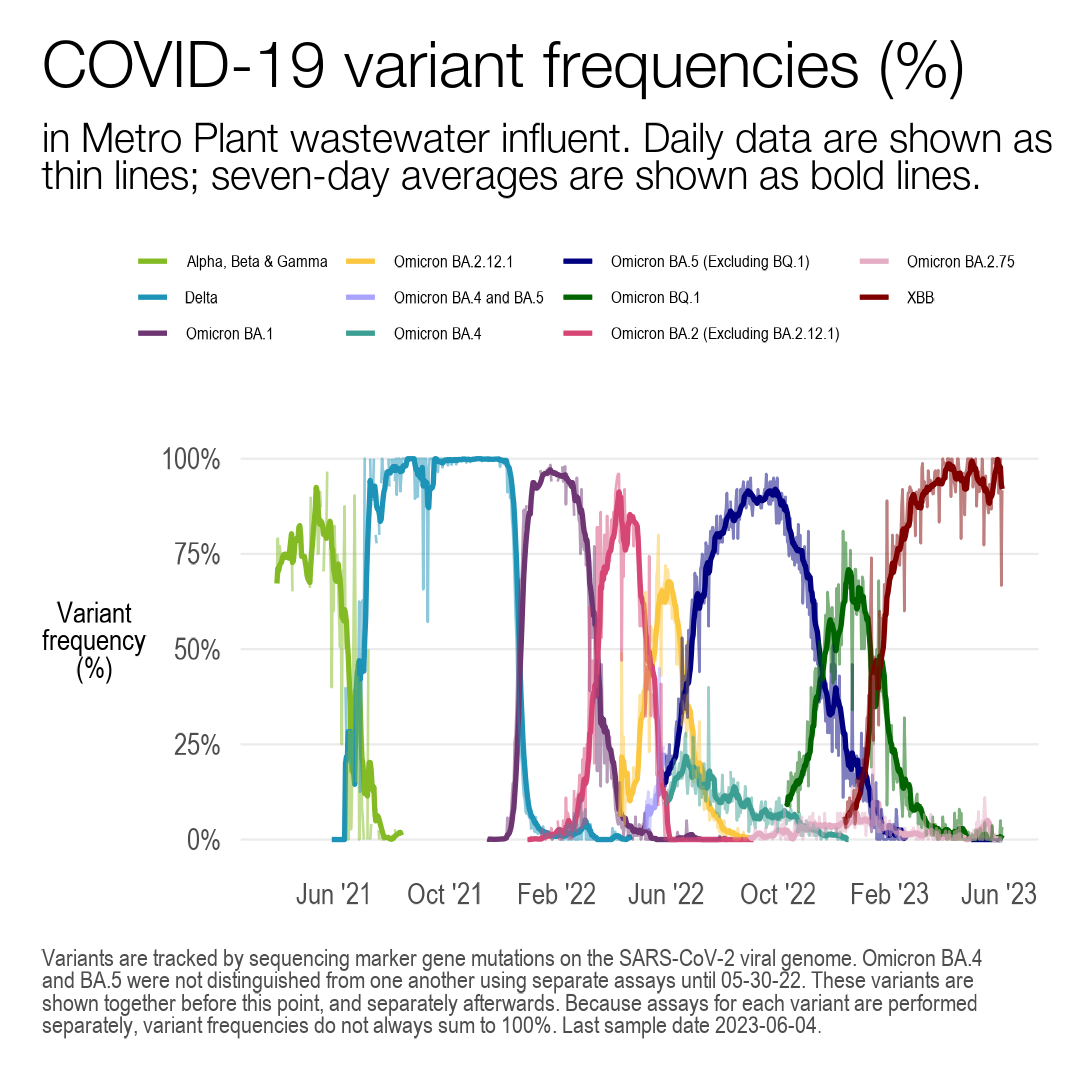 COVID-19 variant frequencies (%)
in Metro Plant wastewater influent. Daily data are shown as
thin lines; seven-day averages are shown as bold lines.
Alpha, Beta & Gamma
Omicron BA.2.12.1
Omicron BA.5 (Excluding BQ.1)
Omicron BA.2.75
Delta
Omicron BA.4 and BA.5
Omicron BQ.1
XBB
Omicron BA.1
Omicron BA.4
Omicron BA.2 (Excluding BA.2.12.1)
100%
75%
Variant
frequency
(%)
50%
25%
0%
Jun '21
Oct '21
Feb '22
Jun '22
Oct '22
Feb '23
Jun '23
Variants are tracked by sequencing marker gene mutations on the SARS-CoV-2 viral genome. Omicron BA.4
and BA.5 were not distinguished from one another using separate assays until 05-30-22. These variants are
shown together before this point, and separately afterwards. Because assays for each variant are performed
separately, variant frequencies do not always sum to 100%. Last sample date 2023-06-04.